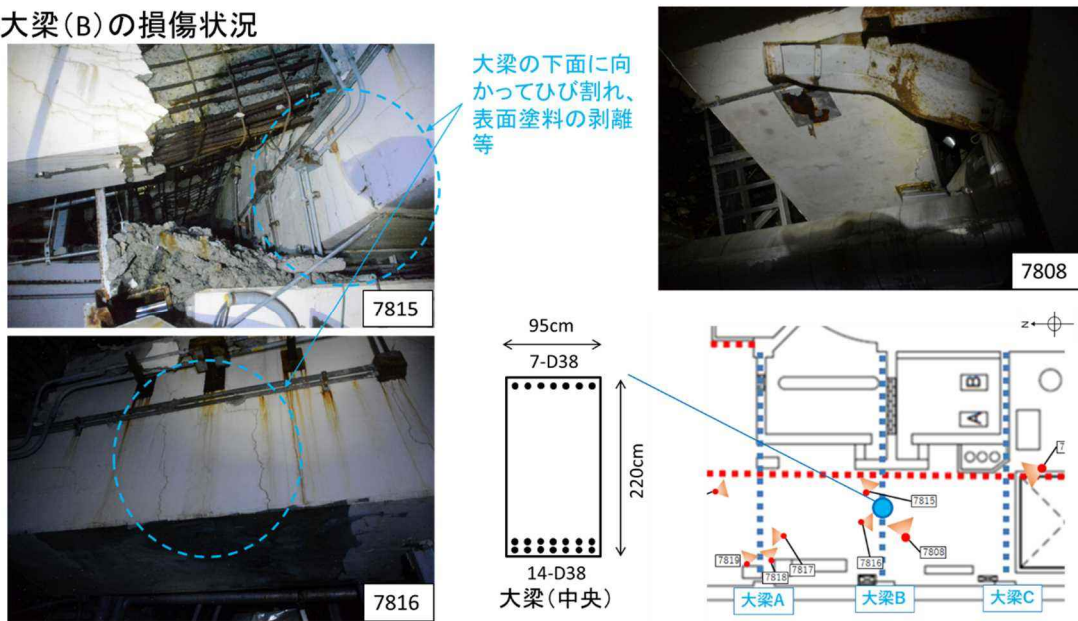 大梁(B)の損傷状況
大梁の下面に向
かってひび割れ、
表面塗料の剥離
等
7815
7808
7816
95cm
7-D38
220cm
14-D38
大梁(中央)
z
B
A
7
7815
7816
7808
7819
7818
7817
大梁A
大梁B
大梁C